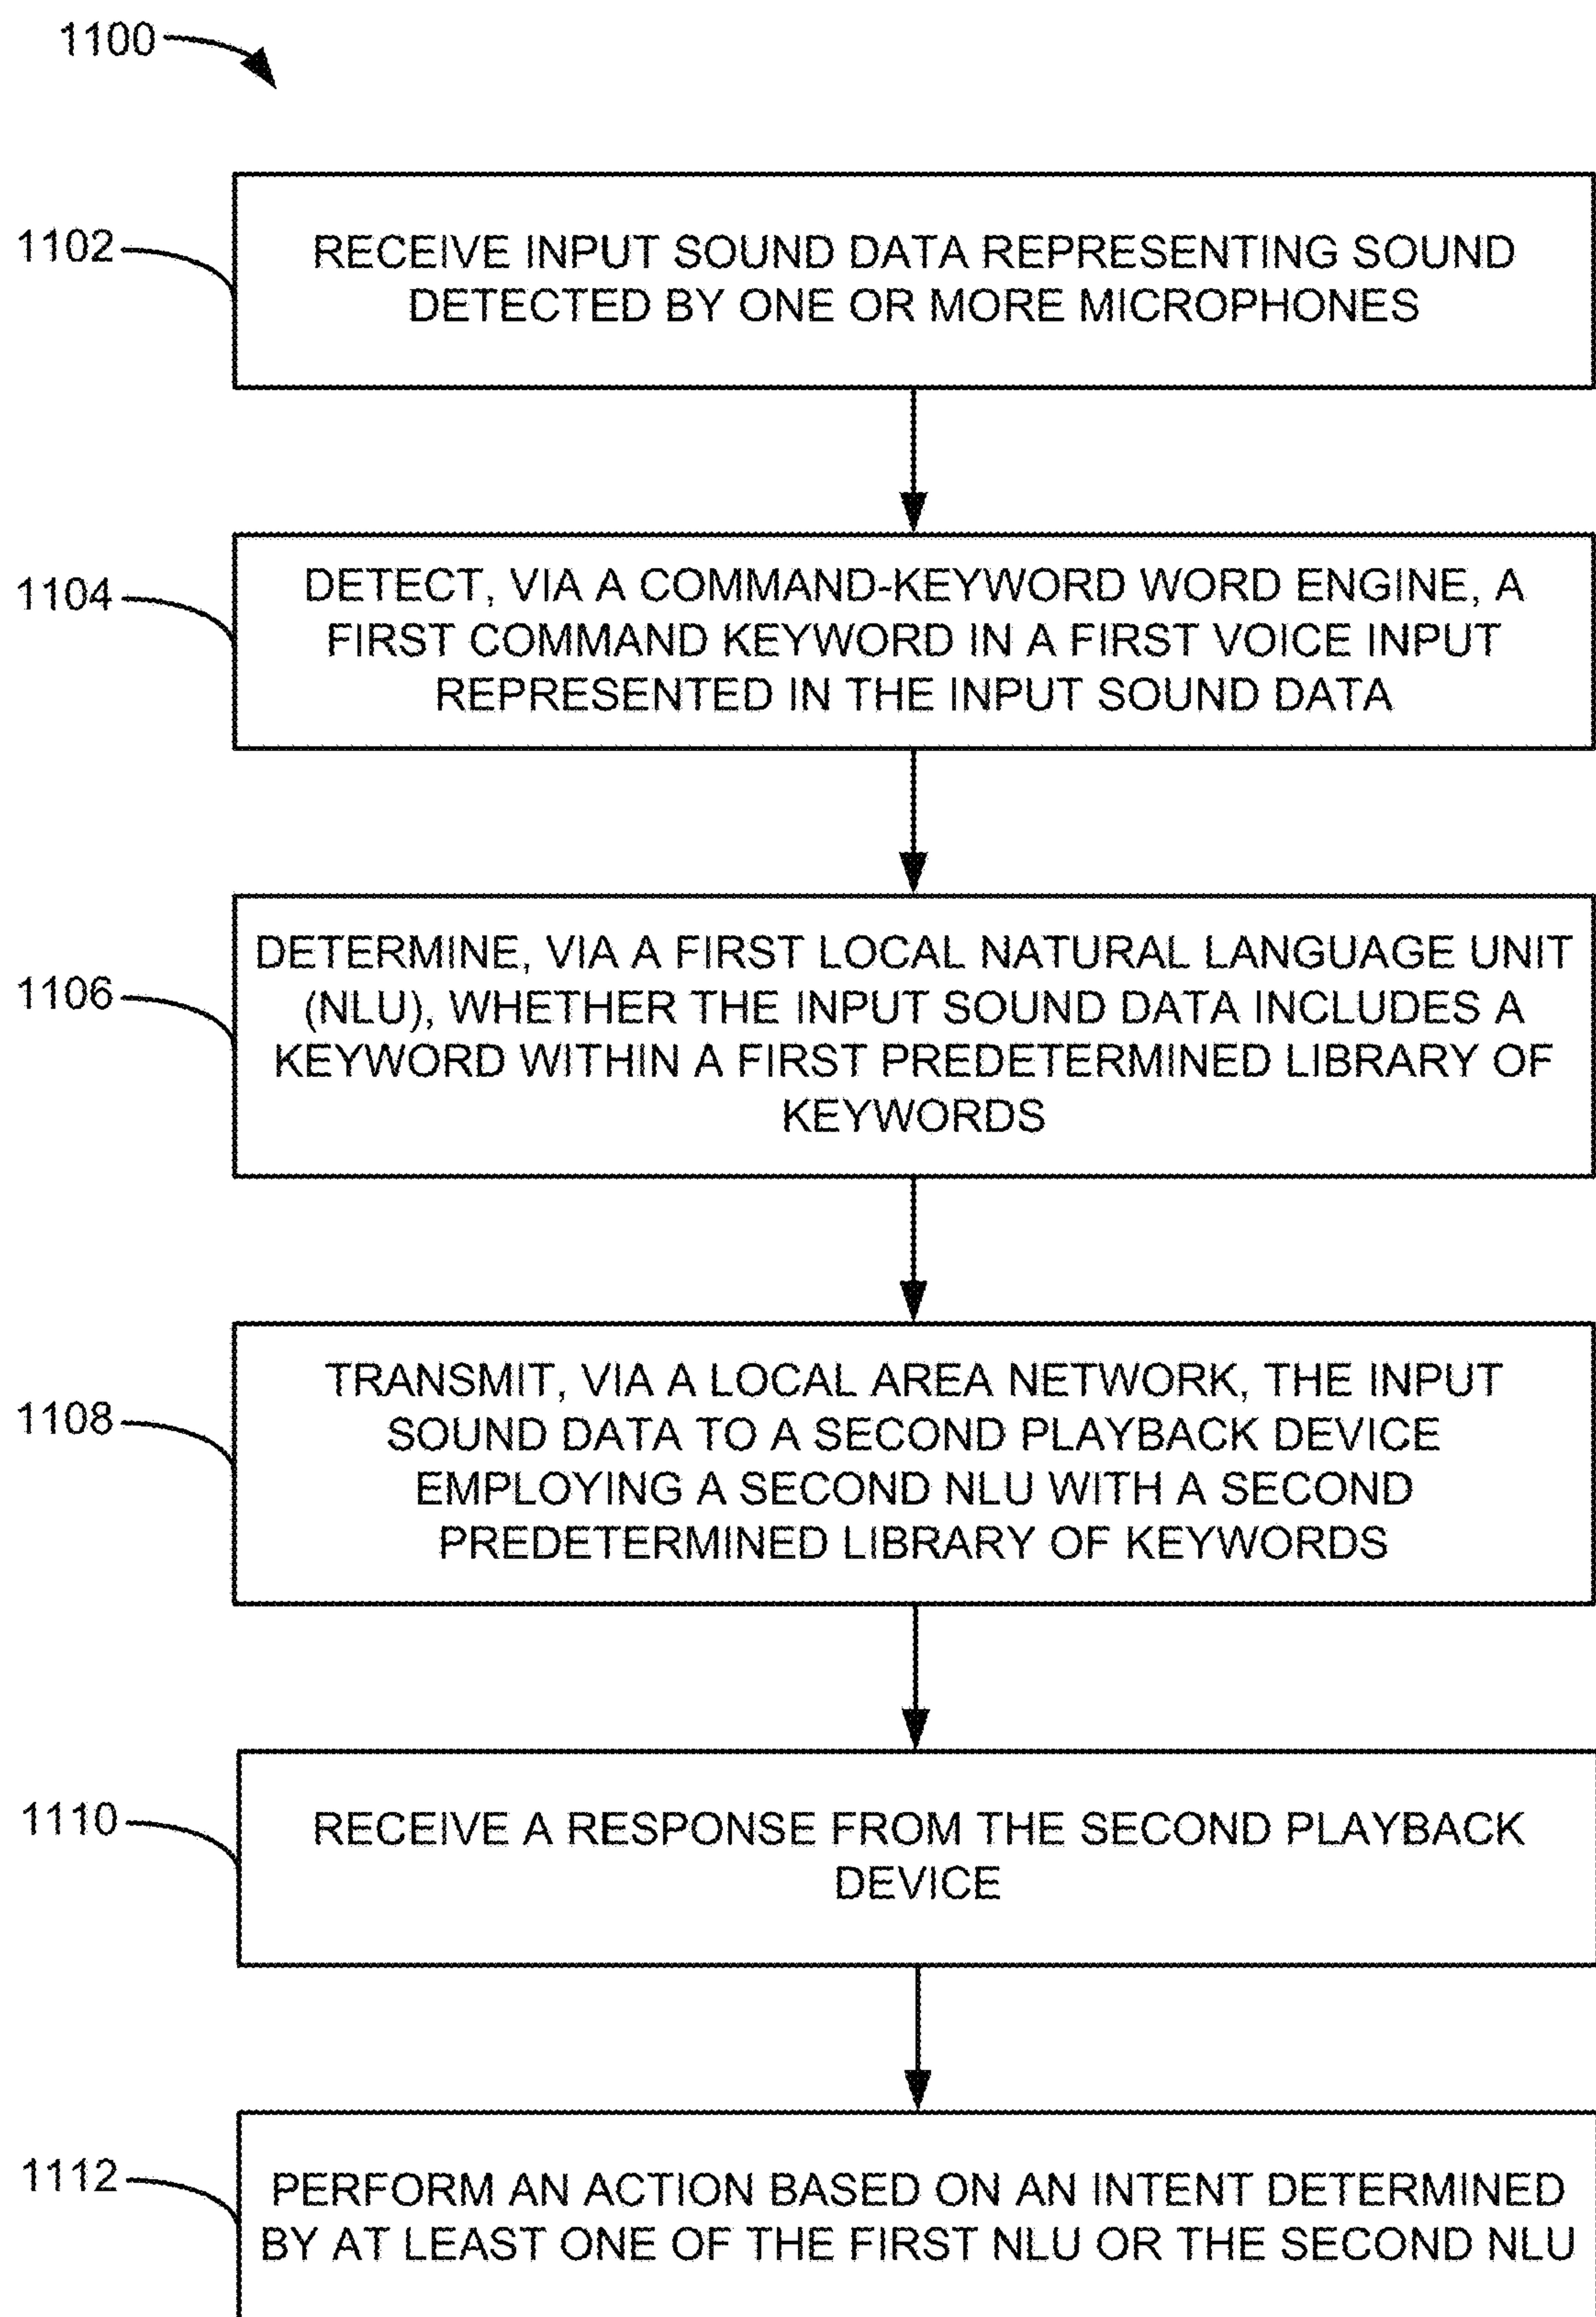 1100
1102
RECEIVE INPUT SOUND DATA REPRESENTING SOUND
DETECTED BY ONE OR MORE MICROPHONES
1104
DETECT, VIA A COMMAND-KEYWORD WORD ENGINE, A
FIRST COMMAND KEYWORD IN A FIRST VOICE INPUT
REPRESENTED IN THE INPUT SOUND DATA
1106
DETERMINE, VIA A FIRST LOCAL NATURAL LANGUAGE UNIT
(NLU), WHETHER THE INPUT SOUND DATA INCLUDES A
KEYWORD WITHIN A FIRST PREDETERMINED LIBRARY OF
KEYWORDS
1108
TRANSMIT, VIA A LOCAL AREA NETWORK, THE INPUT
SOUND DATA TO A SECOND PLAYBACK DEVICE
EMPLOYING A SECOND NLU WITH A SECOND
PREDETERMINED LIBRARY OF KEYWORDS
1110
RECEIVE A RESPONSE FROM THE SECOND PLAYBACK
DEVICE
1112
PERFORM AN ACTION BASED ON AN INTENT DETERMINED
BY AT LEAST ONE OF THE FIRST NLU OR THE SECOND NLU